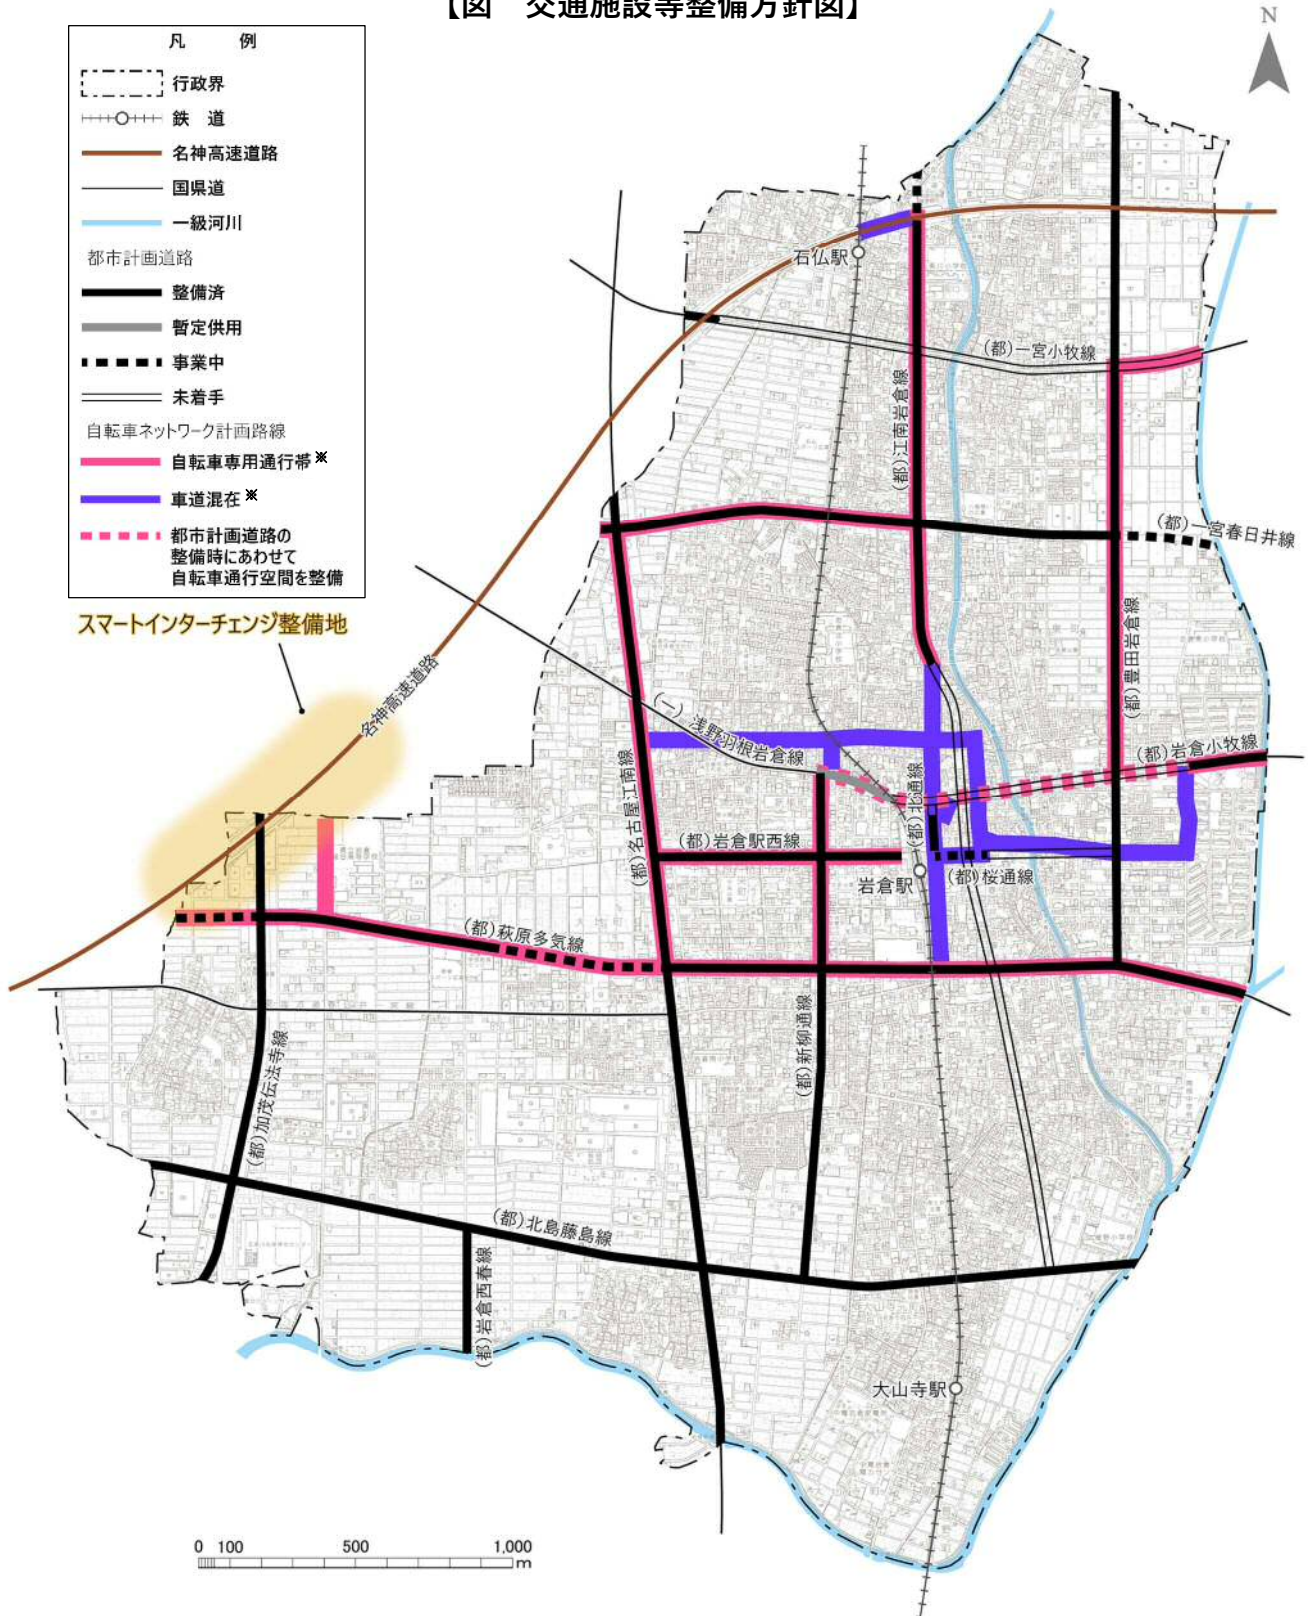 【図　交通施設等整備方針図】
N
凡　例
行政界
鉄　道
名神高速道路
国県道
一級河川
都市計画道路
整備済
暫定供用
事業中
未着手
自転車ネットワーク計画路線
自転車専用通行帯※
車道混在※
都市計画道路の
整備時にあわせて
自転車通行空間を整備
スマートインターチェンジ整備地
名神高速道路
石仏駅
(都)一宮小牧線
(都)江南岩倉線
(都)一宮春日井線
(都)豊田岩倉線
(一)浅野羽根岩倉線
(都)岩倉小牧線
(都)名古屋江南線
(都)北通線
(都)岩倉駅西線
岩倉駅
(都)桜通線
(都)萩原多気線
(都)新柳通線
(都)加茂伝法寺線
(都)北島藤島線
(都)岩倉西春線
大山寺駅
0 100 500 1,000
m